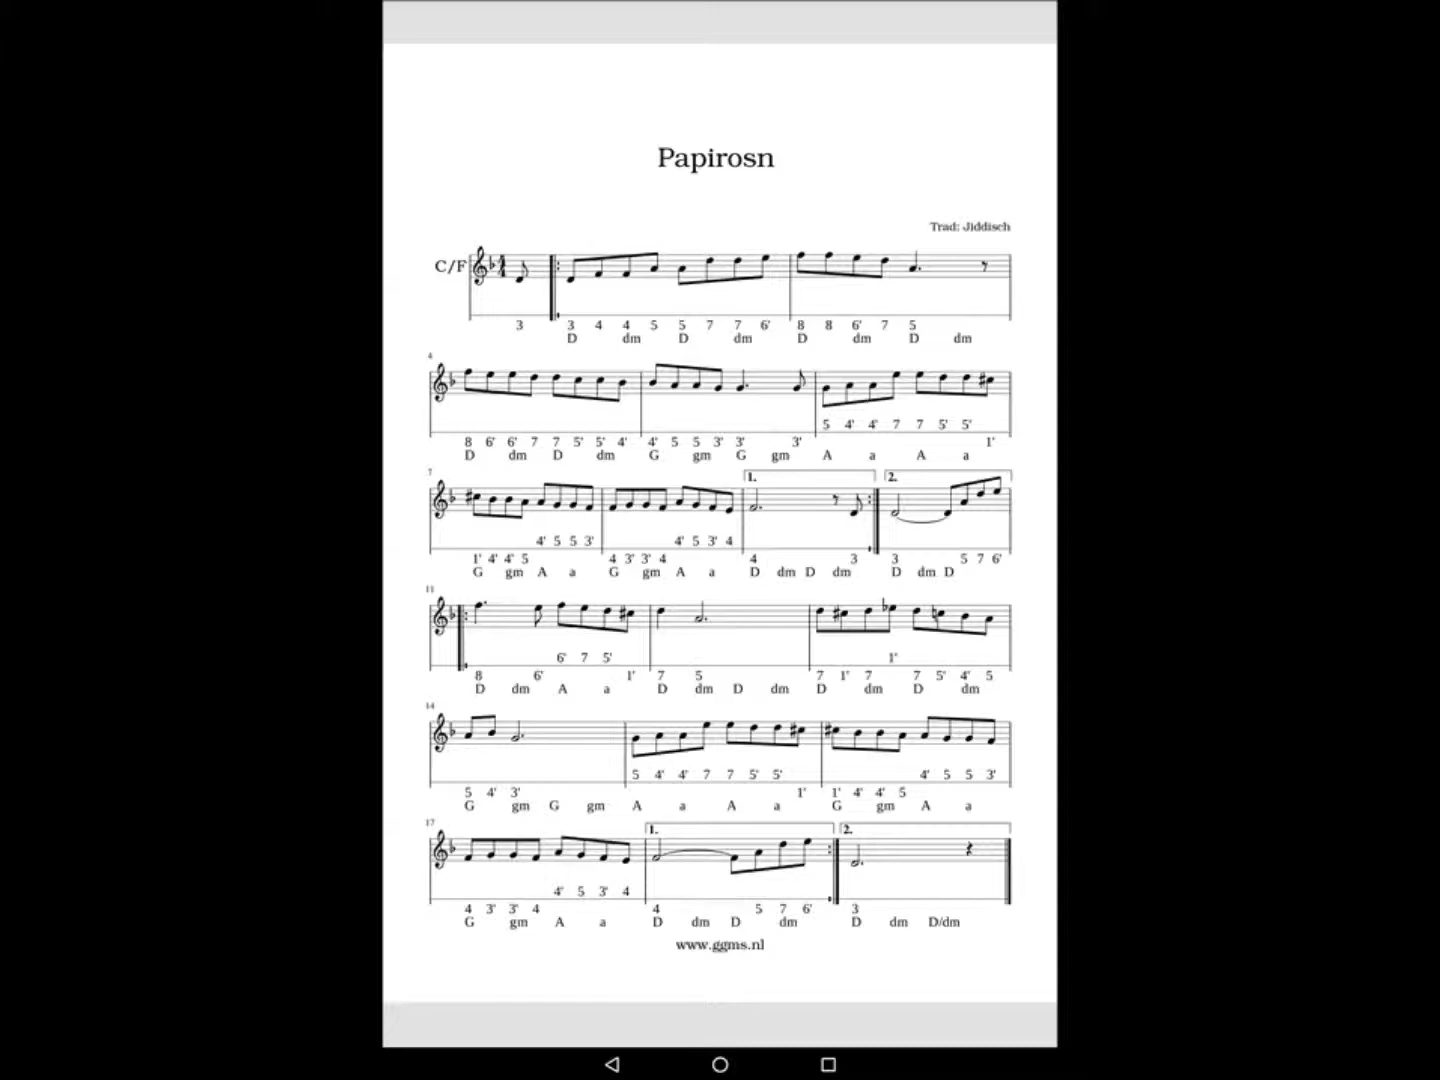 Papirosn
Trad: Jiddisch
C/F
3 3 4 4 5 5 7 7 6' 8 8 6' 7 5
D dm D dm D dm D dm
4
5 4' 4' 7 7 5' 5'
8 6' 6' 7 7 5' 5' 4' 4' 5 5 3' 3' 3' 1'
D dm D dm G gm G gm A a A a
7
1. 2.
4' 5 5 3' 4' 5 3' 4
1' 4' 4' 5 4 3' 3' 4 4 3 3 5 7 6'
G gm A a G gm A a D dm D dm D dm D
11
6' 7 5' 1'
8 6' 1' 7 5 7 1' 7 7 5' 4' 5
D dm A a D dm D dm D dm D dm
14
5 4' 4' 7 7 5' 5' 4' 5 5 3'
5 4' 3' 1' 1' 4' 4' 5
G gm G gm A a A a G gm A a
17
1. 2.
4' 5 3' 4
4 3' 3' 4 4 5 7 6' 3
G gm A a D dm D dm D dm D/dm
www.ggms.nl